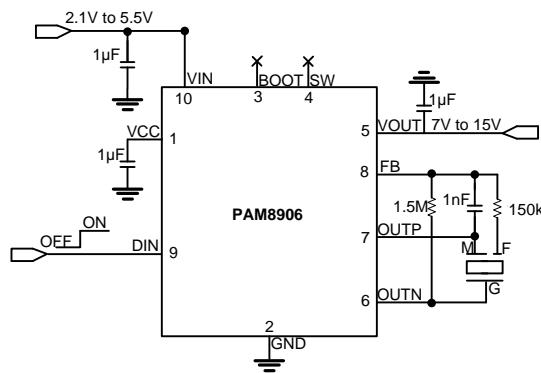 2.1V to 5.5V
1µF
VIN
BOOT
SW
10
3
4
1µF
VCC
1
5
VOUT
7V to 15V
1µF
8
FB
1.5M
1nF
150k
PAM8906
ON
OFF
DIN
9
7
OUTP
M
F
G
6
OUTN
2
GND